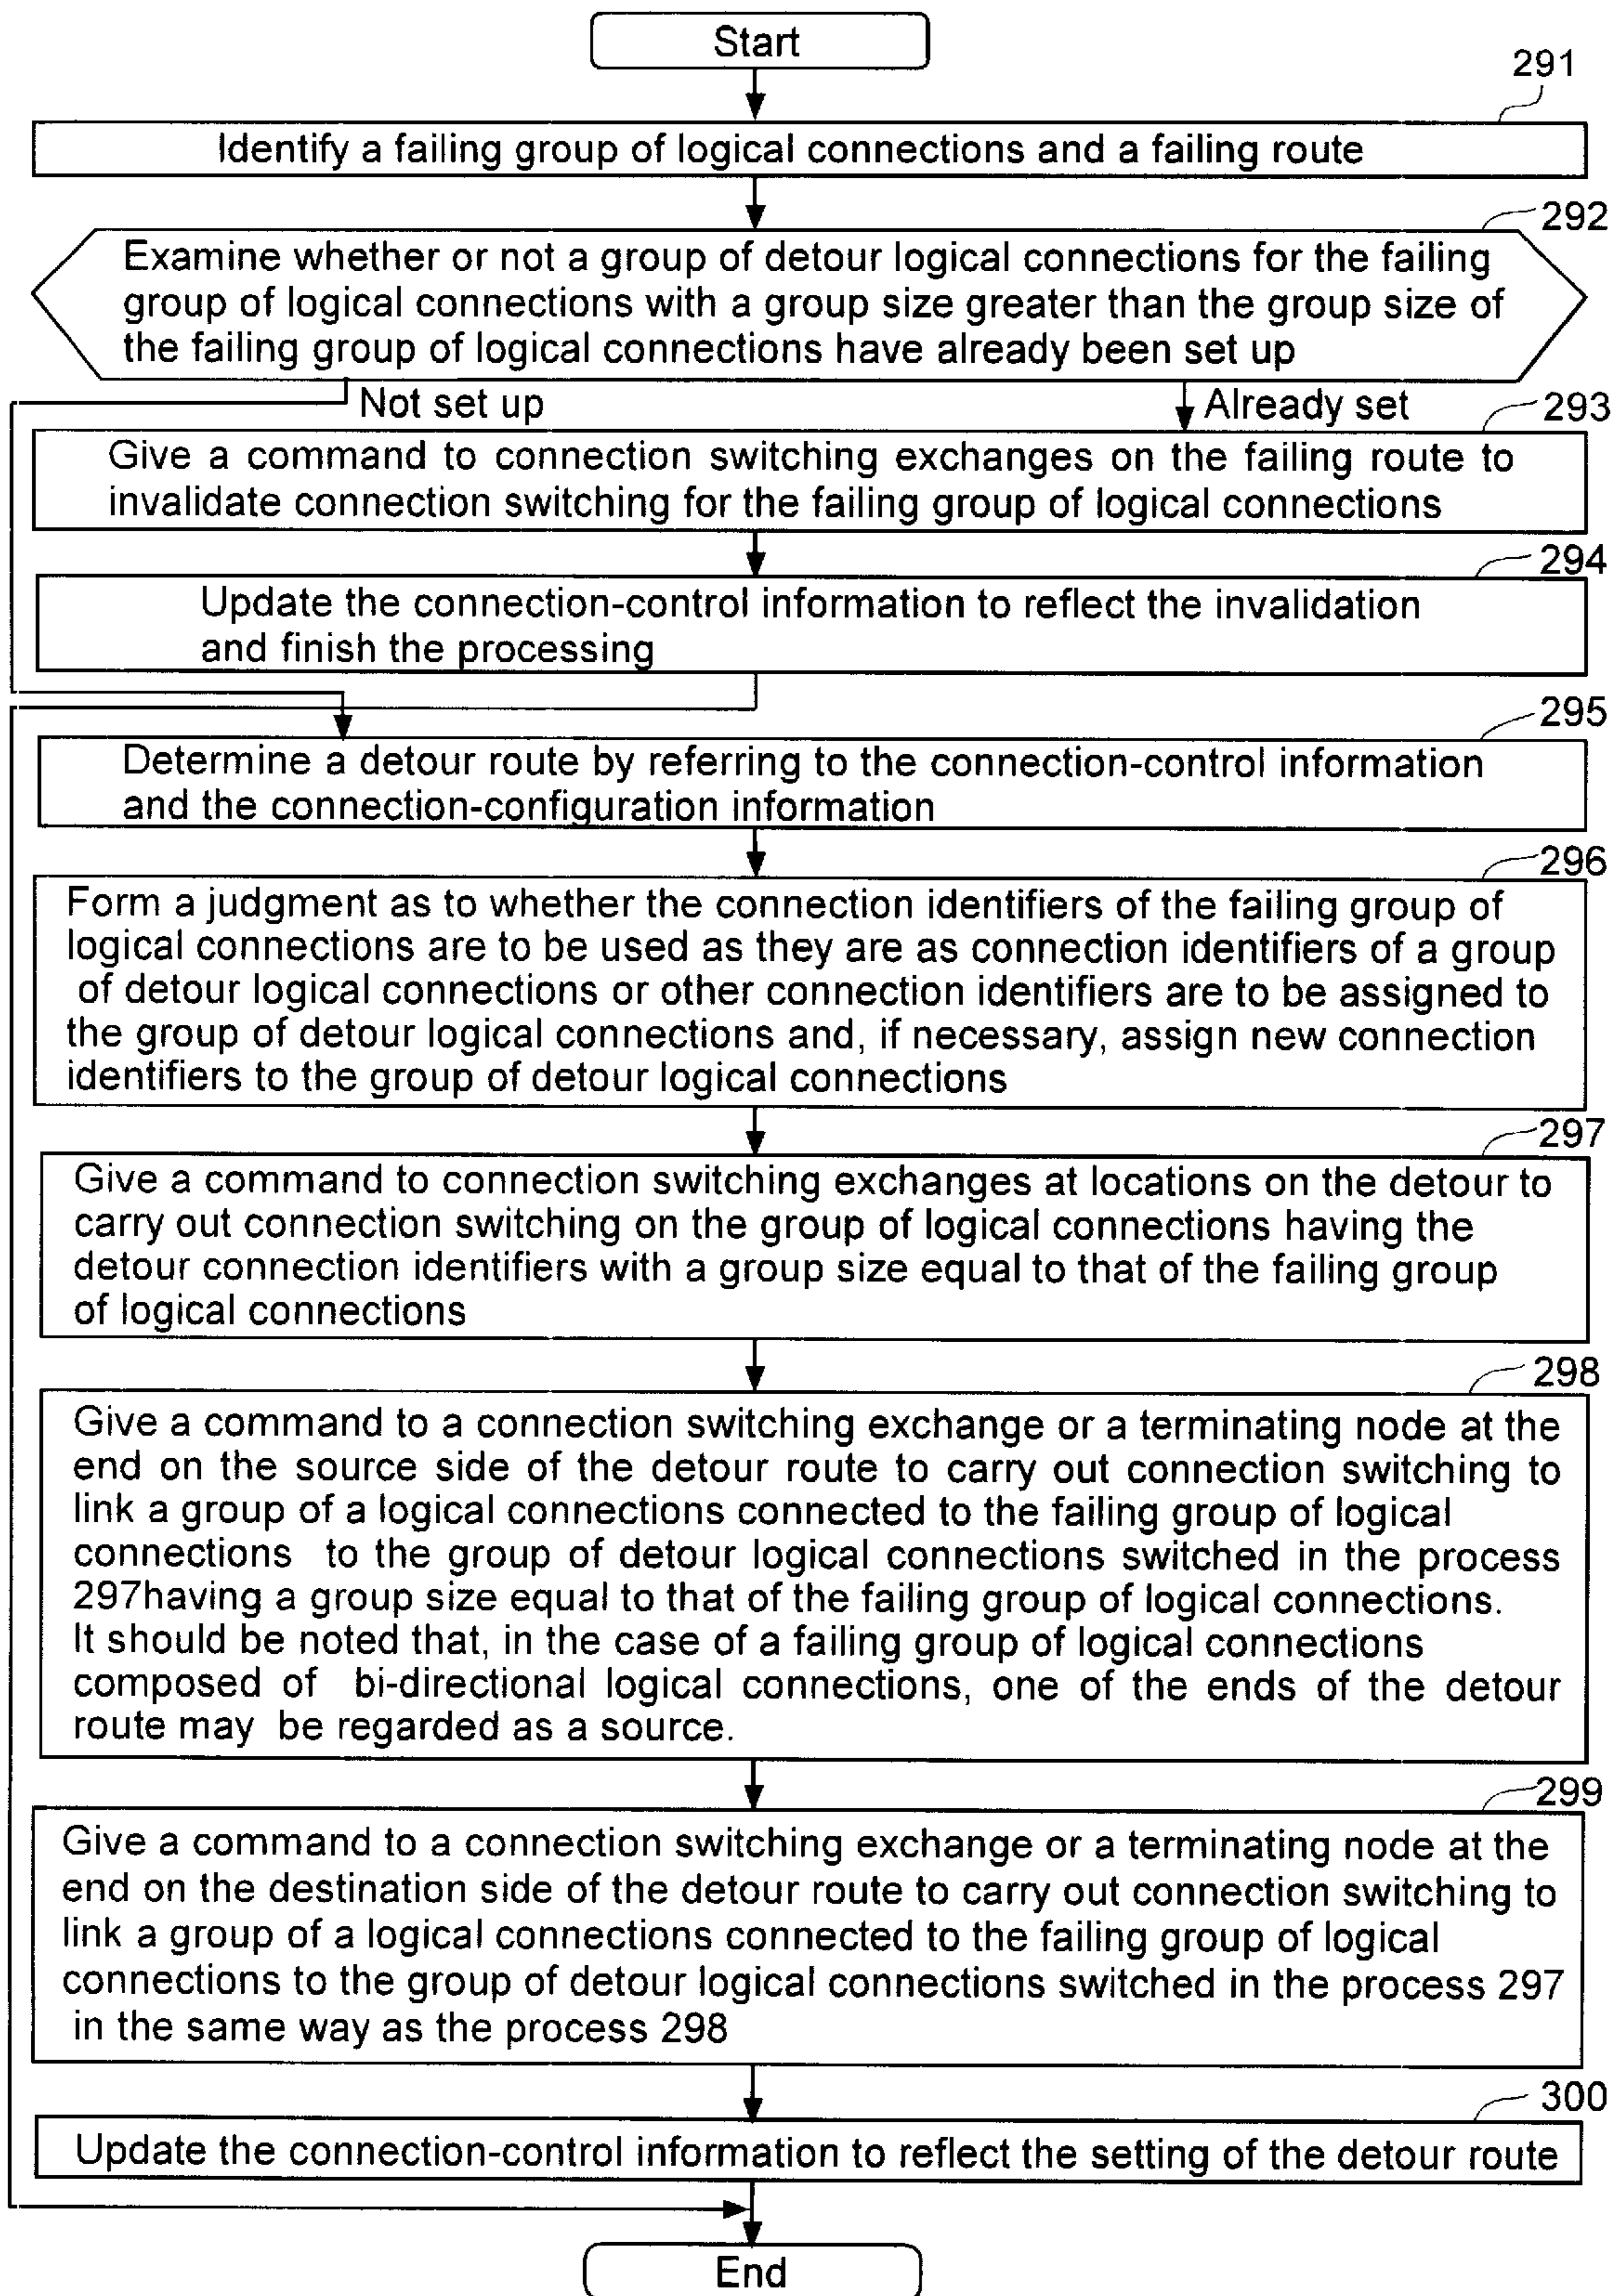 Start
291
Identify a failing group of logical connections and a failing route
292
Examine whether or not a group of detour logical connections for the failing
group of logical connections with a group size greater than the group size of
the failing group of logical connections have already been set up
Not set up
Already set
293
Give a command to connection switching exchanges on the failing route to
invalidate connection switching for the failing group of logical connections
294
Update the connection-control information to reflect the invalidation
and finish the processing
295
Determine a detour route by referring to the connection-control information
and the connection-configuration information
296
Form a judgment as to whether the connection identifiers of the failing group of
logical connections are to be used as they are as connection identifiers of a group
of detour logical connections or other connection identifiers are to be assigned to
the group of detour logical connections and, if necessary, assign new connection
identifiers to the group of detour logical connections
297
Give a command to connection switching exchanges at locations on the detour to
carry out connection switching on the group of logical connections having the
detour connection identifiers with a group size equal to that of the failing group
of logical connections
298
Give a command to a connection switching exchange or a terminating node at the
end on the source side of the detour route to carry out connection switching to
link a group of a logical connections connected to the failing group of logical
connections to the group of detour logical connections switched in the process
297having a group size equal to that of the failing group of logical connections.
It should be noted that, in the case of a failing group of logical connections
composed of bi-directional logical connections, one of the ends of the detour
route may be regarded as a source.
299
Give a command to a connection switching exchange or a terminating node at the
end on the destination side of the detour route to carry out connection switching to
link a group of a logical connections connected to the failing group of logical
connections to the group of detour logical connections switched in the process 297
in the same way as the process 298
300
Update the connection-control information to reflect the setting of the detour route
End